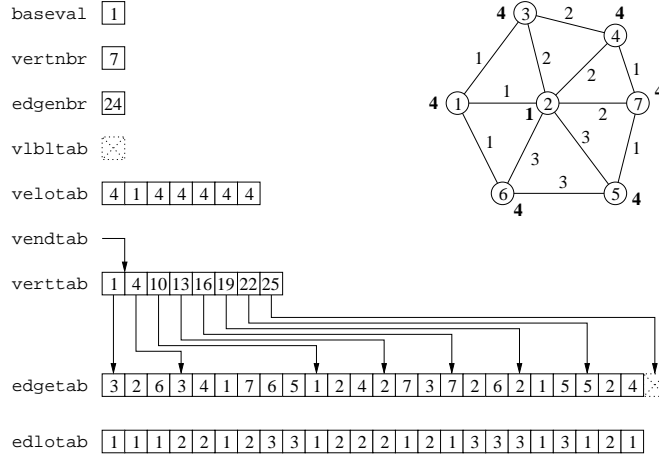 baseval 1
vertnbr 7
edgenbr 24
vlbltab
velotab 4 1 4 4 4 4 4
vendtab
verttab 1 4 10 13 16 19 22 25
edgetab 3 2 6 3 4 1 7 6 5 1 2 4 2 7 3 7 2 6 2 1 5 5 2 4
edlotab 1 1 1 2 2 1 2 3 3 1 2 2 2 1 2 1 3 3 3 1 3 1 2 1
4 3 2 4
4
1 2 2 1
4
4 1 1 2 2 7
1
1 3 3 1
6 3 5 4
4